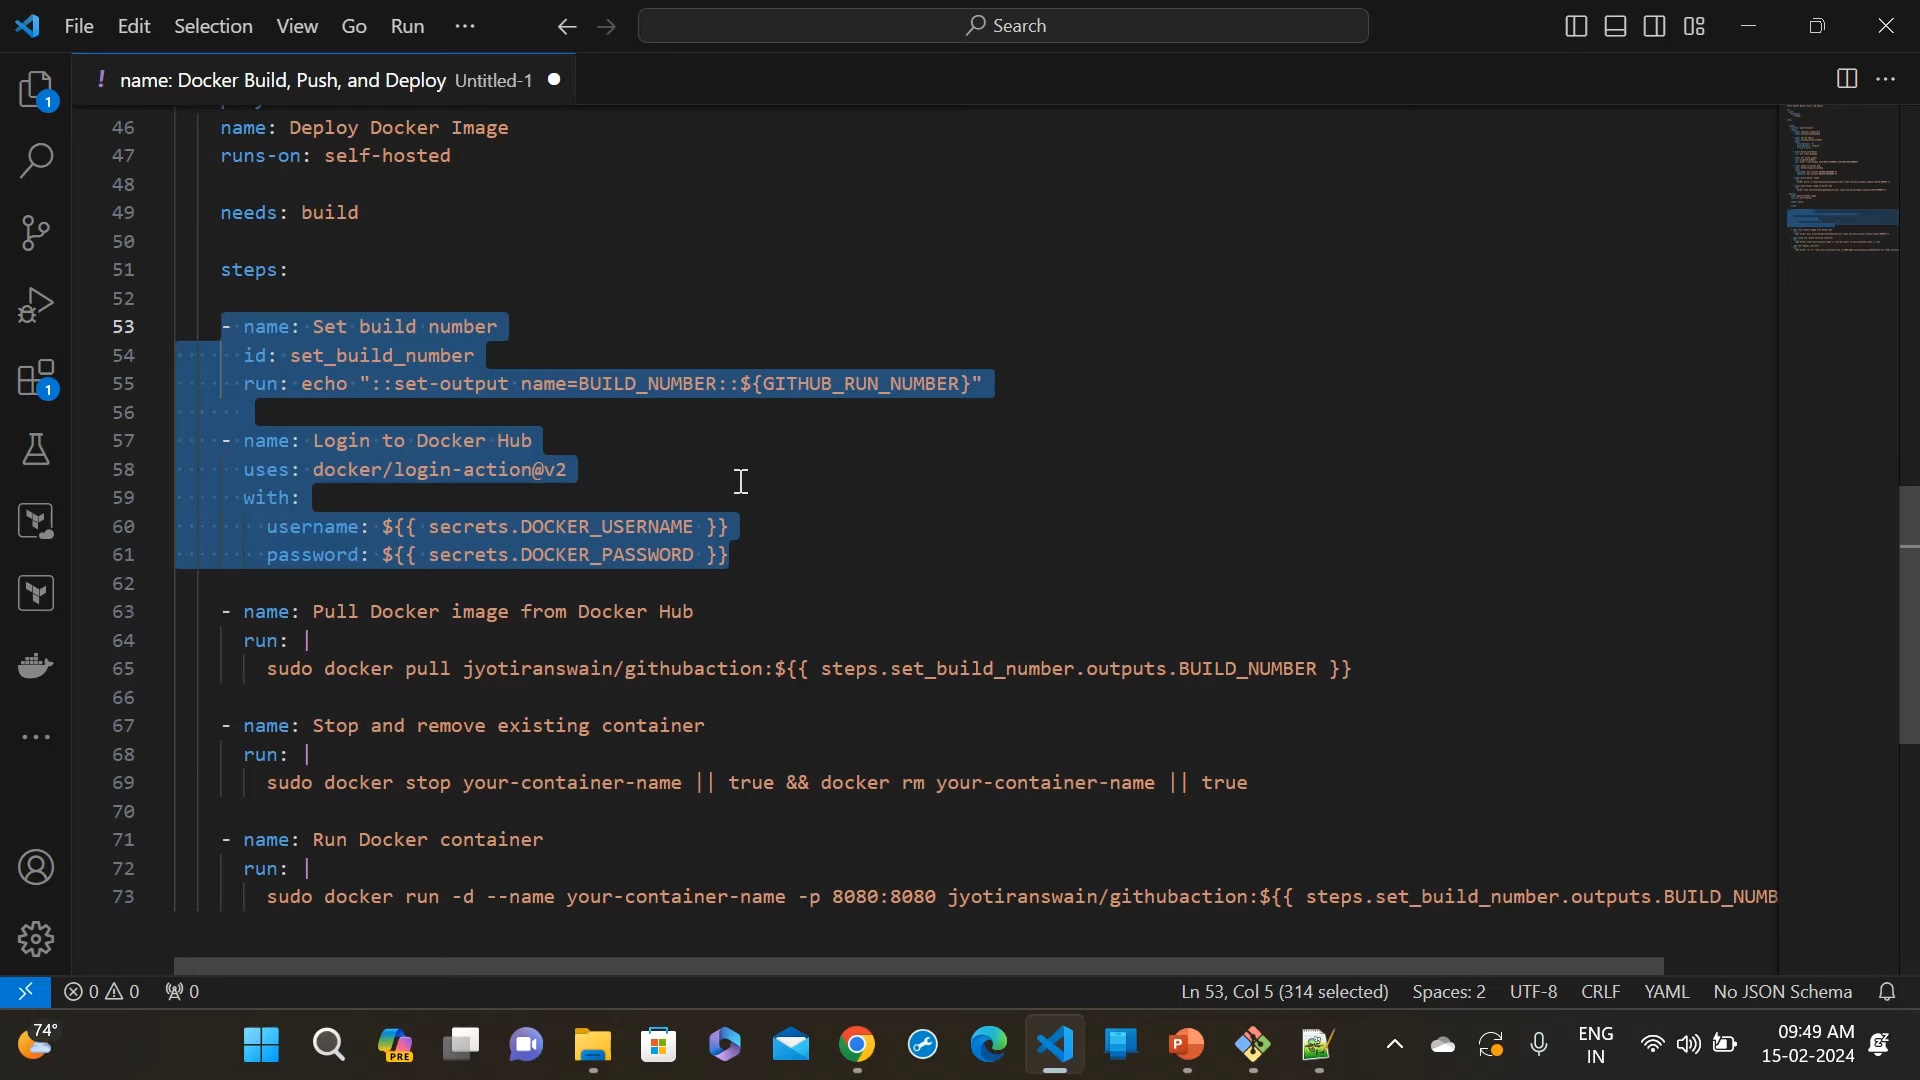 File Edit Selection View Go Run ··· Search
! name: Docker Build, Push, and Deploy Untitled-1
46 name: Deploy Docker Image
47 runs-on: self-hosted
48
49 needs: build
50
51 steps:
52
53 - name: Set build number
54 id: set_build_number
55 run: echo "::set-output name=BUILD_NUMBER::${GITHUB_RUN_NUMBER}"
56
57 - name: Login to Docker Hub
58 uses: docker/login-action@v2
59 with:
60 username: ${{ secrets.DOCKER_USERNAME }}
61 password: ${{ secrets.DOCKER_PASSWORD }}
62
63 - name: Pull Docker image from Docker Hub
64 run: |
65 sudo docker pull jyotiranswain/githubaction:${{ steps.set_build_number.outputs.BUILD_NUMBER }}
66
67 - name: Stop and remove existing container
68 run: |
69 sudo docker stop your-container-name || true && docker rm your-container-name || true
70
71 - name: Run Docker container
72 run: |
73 sudo docker run -d --name your-container-name -p 8080:8080 jyotiranswain/githubaction:${{ steps.set_build_number.outputs.BUILD_NUMB
1
1
0 0 0 Ln 53, Col 5 (314 selected) Spaces: 2 UTF-8 CRLF YAML No JSON Schema
74° PRE ENG IN 09:49 AM
15-02-2024